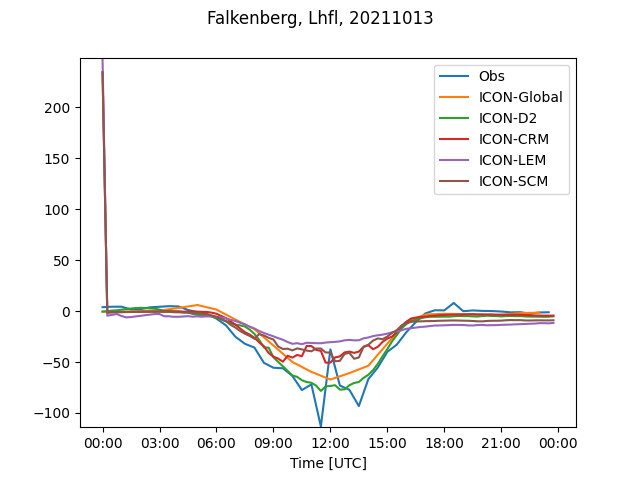 Falkenberg, Lhfl, 20211013
Obs
ICON-Global
ICON-D2
ICON-CRM
ICON-LEM
ICON-SCM
200
150
100
50
0
−50
−100
00:00 03:00 06:00 09:00 12:00 15:00 18:00 21:00 00:00
Time [UTC]